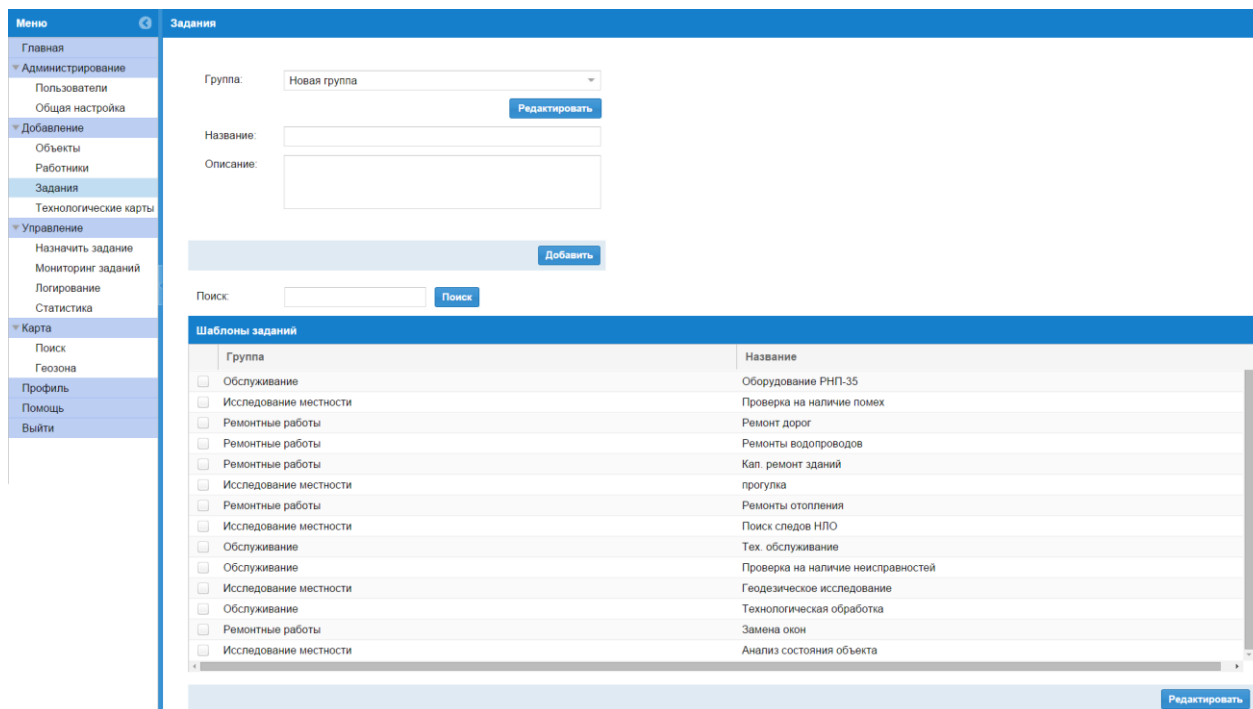 Меню
Главная
Администрирование
Пользователи
Общая настройка
Добавление
Объекты
Работники
Задания
Технологические карты
Управление
Назначить задание
Мониторинг заданий
Логирование
Статистика
Карта
Поиск
Геозона
Профиль
Помощь
Выйти
Задания
Группа: Новая группа
Редактировать
Название:
Описание:
Добавить
Поиск: Поиск
Шаблоны заданий
Группа Название
Обслуживание Оборудование РНП-35
Исследование местности Проверка на наличие помех
Ремонтные работы Ремонт дорог
Ремонтные работы Ремонты водопроводов
Ремонтные работы Кап. ремонт зданий
Исследование местности прогулка
Ремонтные работы Ремонты отопления
Исследование местности Поиск следов НЛО
Обслуживание Тех. обслуживание
Обслуживание Проверка на наличие неисправностей
Исследование местности Геодезическое исследование
Обслуживание Технологическая обработка
Ремонтные работы Замена окон
Исследование местности Анализ состояния объекта
Редактировать